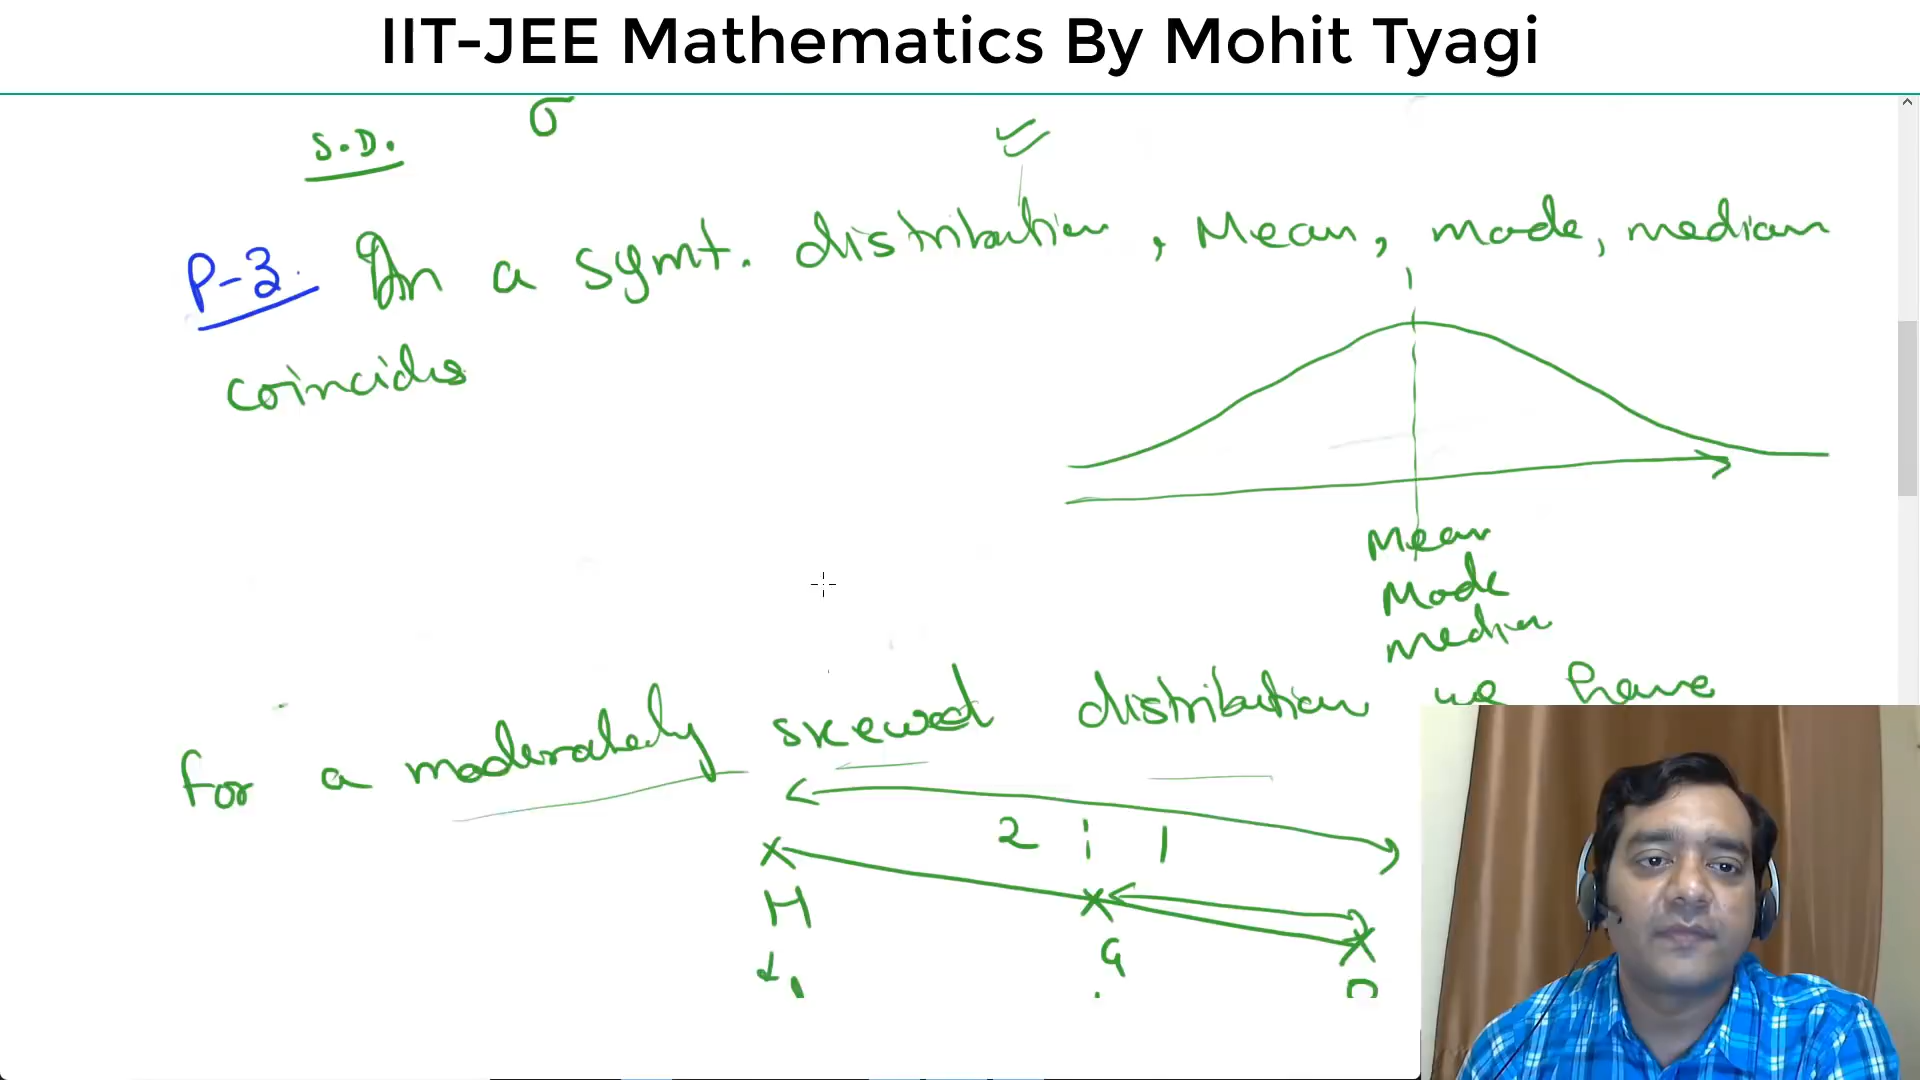 IIT-JEE Mathematics By Mohit Tyagi
S.D. σ
P-3. In a symt. distribution, Mean, mode, median
coincides
Mean
Mode
median
for a moderately skewed distribution we have
2 : 1
H G O